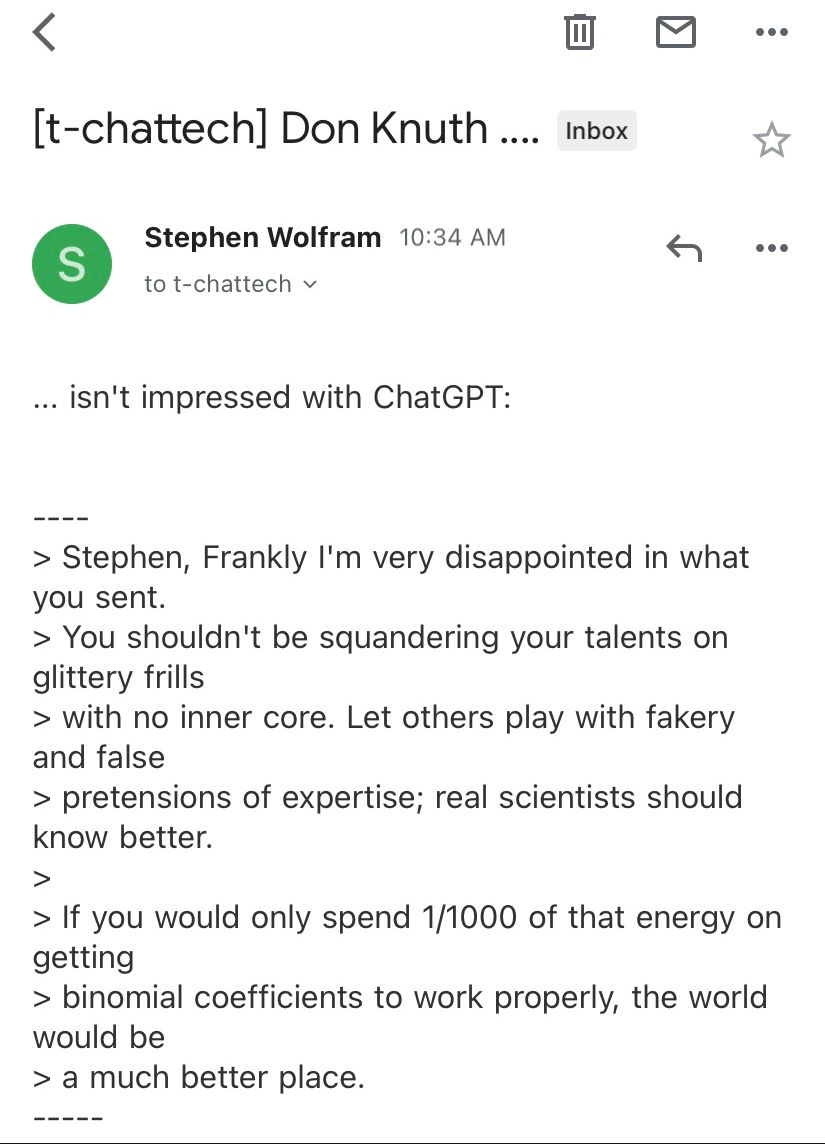 [t-chattech] Don Knuth .... Inbox
Stephen Wolfram 10:34 AM
S
to t-chattech
... isn't impressed with ChatGPT:
----
> Stephen, Frankly I'm very disappointed in what
you sent.
> You shouldn't be squandering your talents on
glittery frills
> with no inner core. Let others play with fakery
and false
> pretensions of expertise; real scientists should
know better.
>
> If you would only spend 1/1000 of that energy on
getting
> binomial coefficients to work properly, the world
would be
> a much better place.
-----